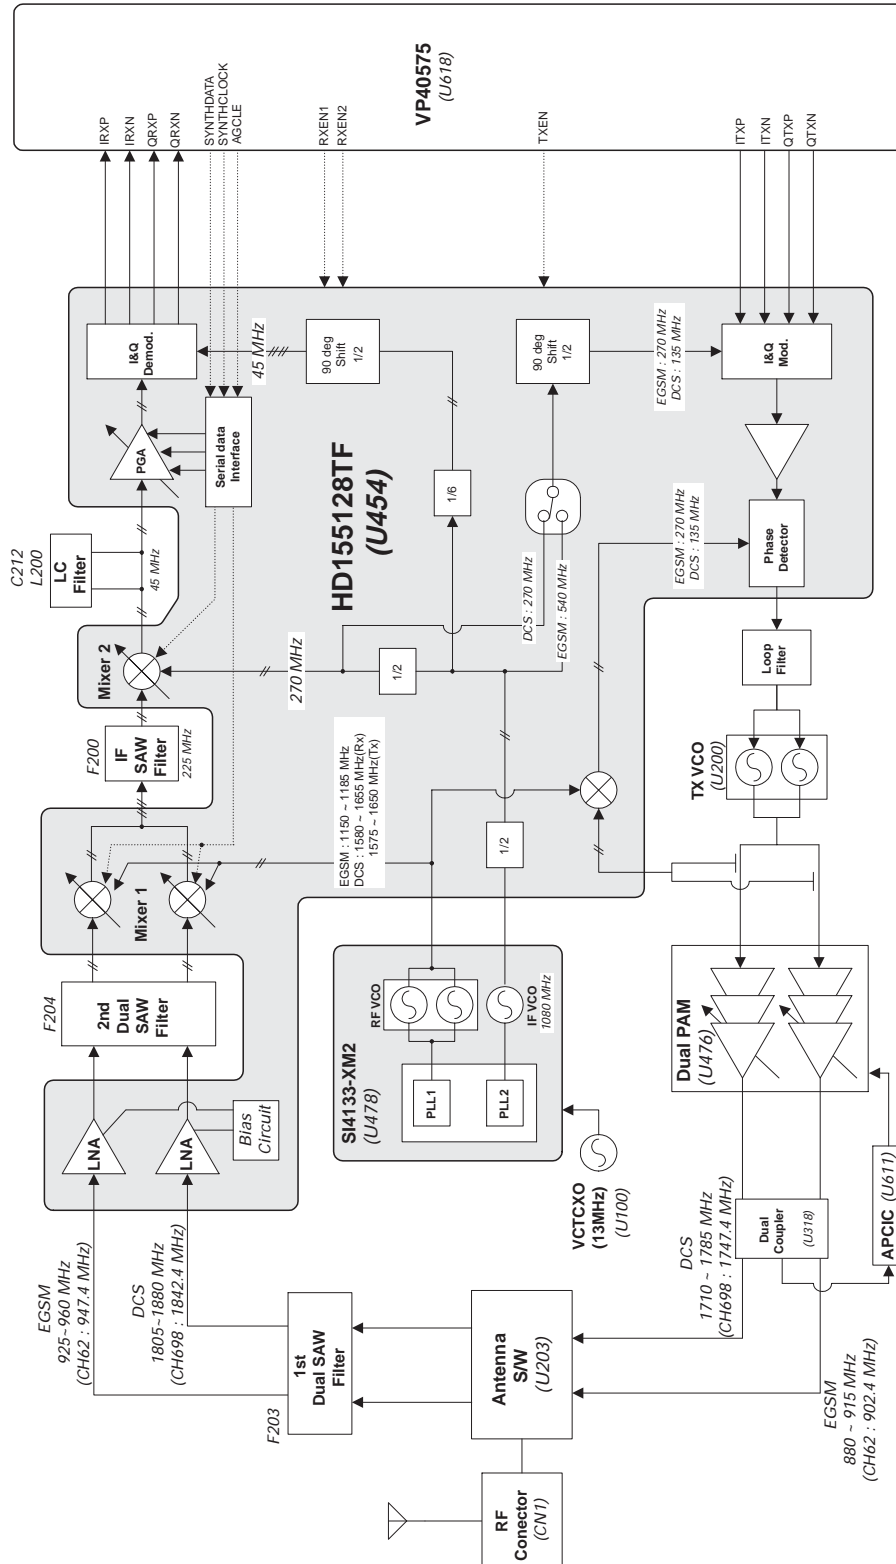 EGSM
925~960 MHz
(CH62 : 947.4 MHz)
DCS
1805~1880 MHz
(CH698 : 1842.4 MHz)
F203
1st
Dual SAW
Filter
Antenna
S/W
(U203)
RF
Conector
(CN1)
LNA
LNA
Bias
Circuit
F204
2nd
Dual
SAW
Filter
Mixer 1
F200
IF
SAW
Filter
225 MHz
Mixer 2
C212
L200
LC
Filter
45 MHz
PGA
I&Q
Demod.
Serial data
Interface
IRXP
IRXN
QRXP
QRXN
SYNTHDATA
SYNTHCLOCK
AGCLE
RXEN1
RXEN2
TXEN
ITXP
ITXN
QTXP
QTXN
VP40575
(U618)
45 MHz
90 deg
Shift
1/2
1/6
HD155128TF
(U454)
270 MHz
1/2
DCS : 270 MHz
EGSM : 540 MHz
90 deg
Shift
1/2
EGSM : 270 MHz
DCS : 135 MHz
I&Q
Mod.
EGSM : 1150 ~ 1185 MHz
DCS : 1580 ~ 1655 MHz(Rx)
1575 ~ 1650 MHz(Tx)
1/2
EGSM : 270 MHz
DCS : 135 MHz
Phase
Detector
Loop
Filter
TX VCO
(U200)
SI4133-XM2
(U478)
RF VCO
PLL1
PLL2
IF VCO
1080 MHz
VCTCXO
(13MHz)
(U100)
Dual PAM
(U476)
DCS
1710 ~ 1785 MHz
(CH698 : 1747.4 MHz)
Dual
Coupler
(U318)
APCIC (U611)
EGSM
880 ~ 915 MHz
(CH62 : 902.4 MHz)